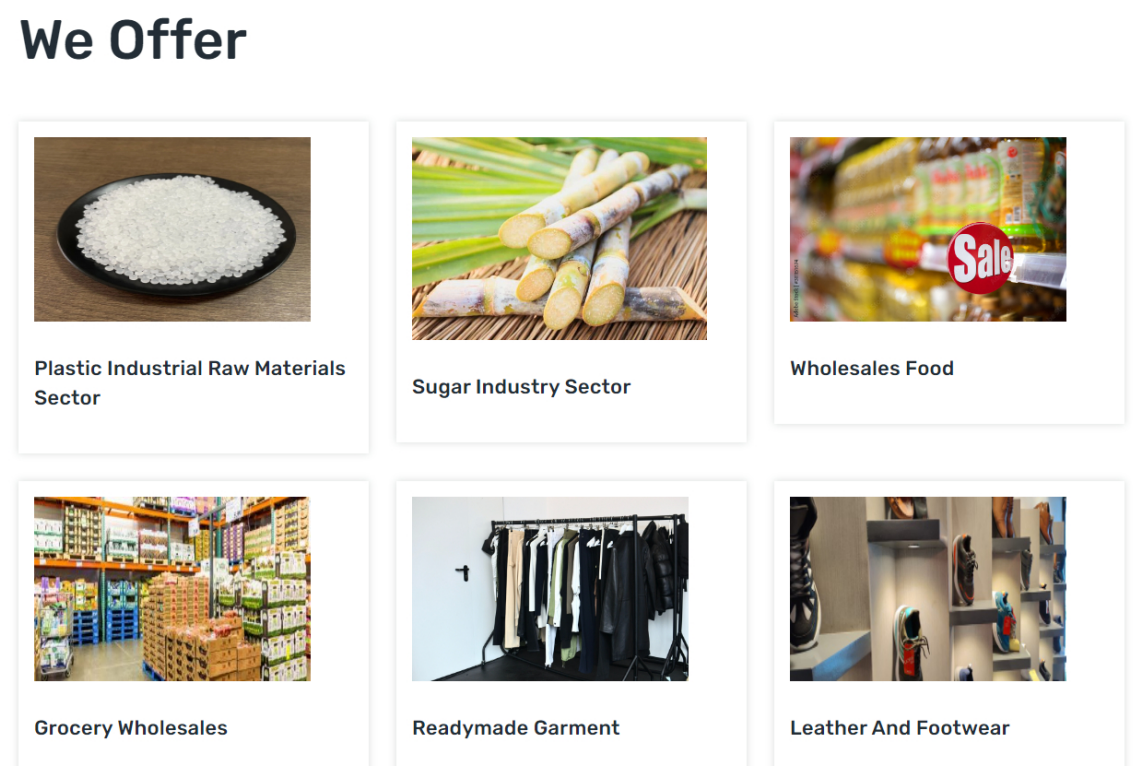 We Offer
Plastic Industrial Raw Materials
Sector
Sugar Industry Sector
Sale
Wholesales Food
Grocery Wholesales
Readymade Garment
Leather And Footwear